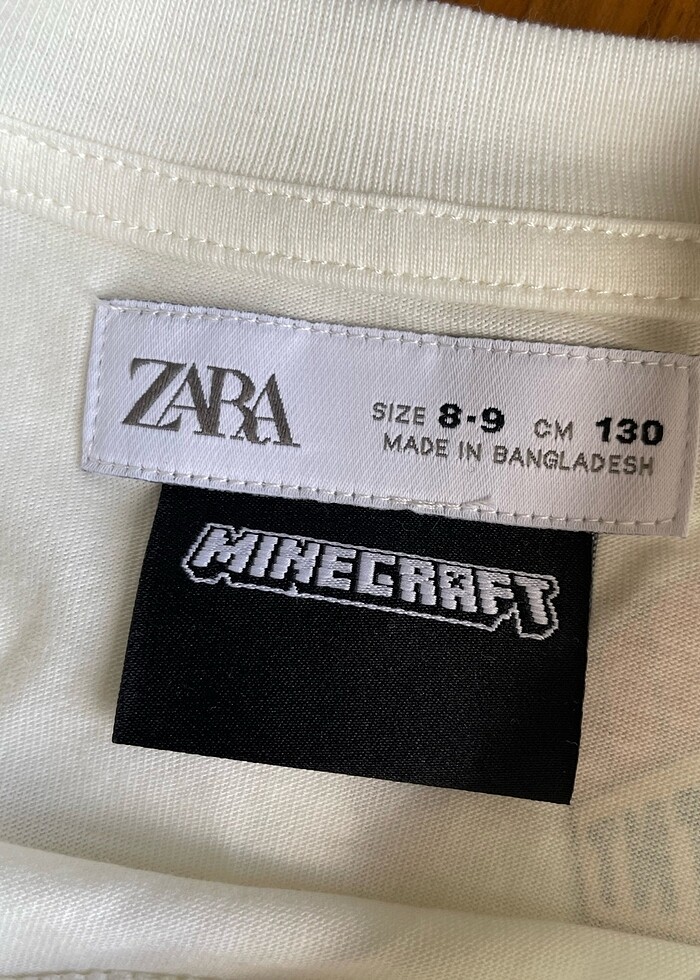 ZARA
SIZE 8-9 CM 130
MADE IN BANGLADESH
MINECRAFT